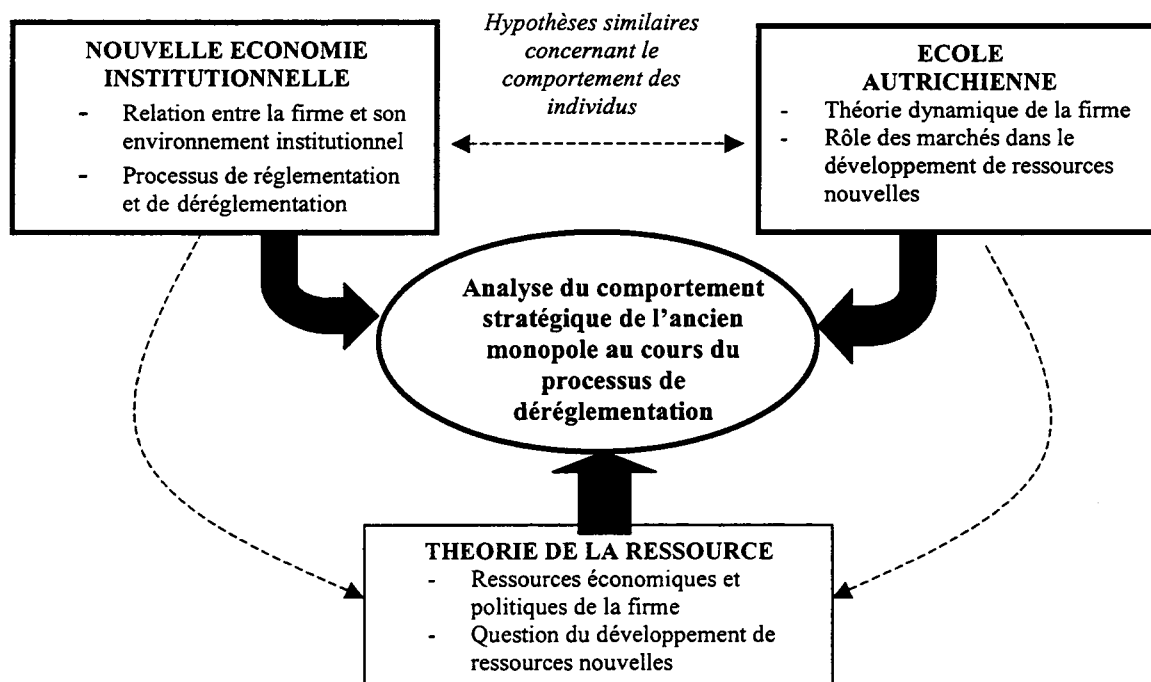 NOUVELLE ECONOMIE
INSTITUTIONNELLE
- Relation entre la firme et son
environnement institutionnel
- Processus de réglementation
et de déréglementation
Hypothèses similaires
concernant le
comportement des
individus
ECOLE
AUTRICHIENNE
- Théorie dynamique de la firme
- Rôle des marchés dans le
développement de ressources
nouvelles
Analyse du comportement
stratégique de l'ancien
monopole au cours du
processus de
déréglementation
THEORIE DE LA RESSOURCE
- Ressources économiques et
politiques de la firme
- Question du développement de
ressources nouvelles